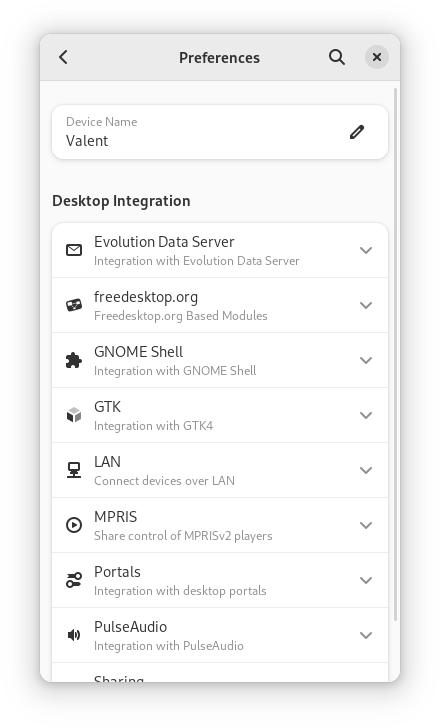 Preferences
Device Name
Valent
Desktop Integration
Evolution Data Server
Integration with Evolution Data Server
freedesktop.org
Freedesktop.org Based Modules
GNOME Shell
Integration with GNOME Shell
GTK
Integration with GTK4
LAN
Connect devices over LAN
MPRIS
Share control of MPRISv2 players
Portals
Integration with desktop portals
PulseAudio
Integration with PulseAudio
Sharing